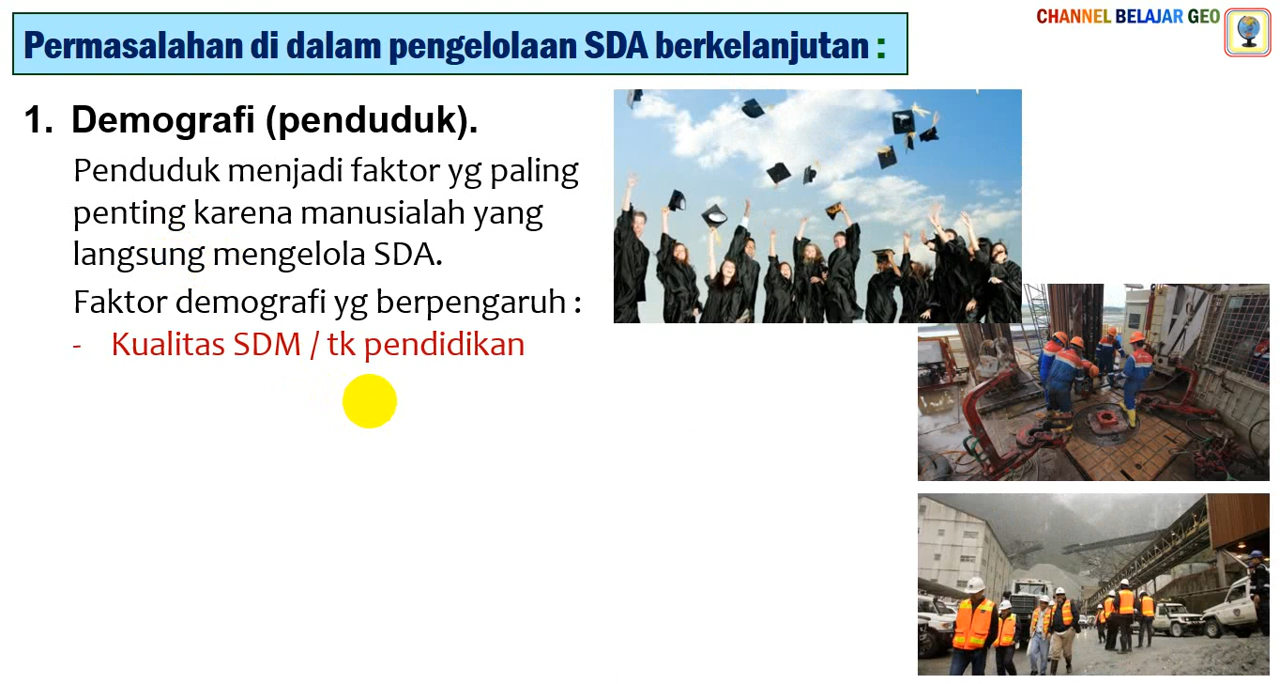 CHANNEL BELAJAR GEO
Permasalahan di dalam pengelolaan SDA berkelanjutan :
1. Demografi (penduduk).
Penduduk menjadi faktor yg paling
penting karena manusialah yang
langsung mengelola SDA.
Faktor demografi yg berpengaruh :
- Kualitas SDM / tk pendidikan